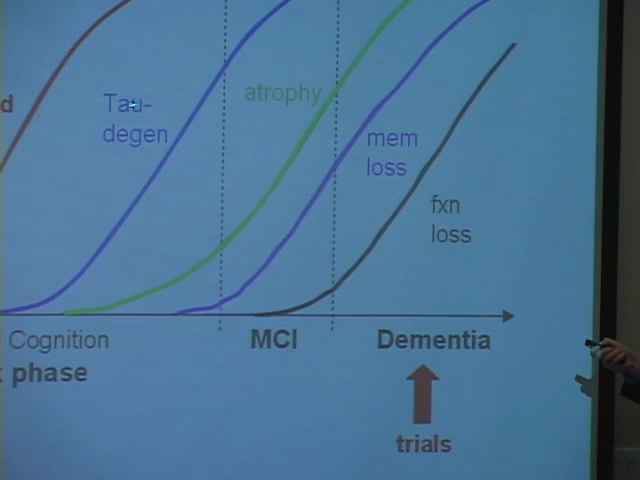 d
Tau-
degen
atrophy
mem
loss
fxn
loss
Cognition
MCI
Dementia
phase
trials